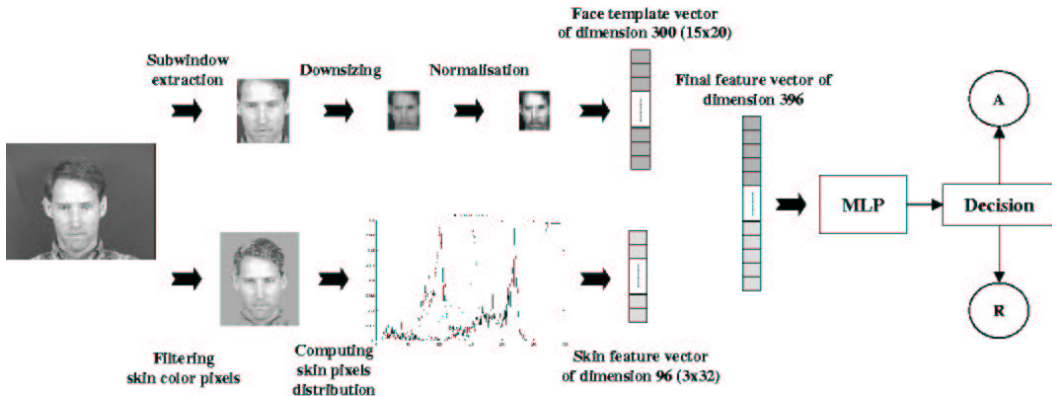 Face template vector
of dimension 300 (15x20)
Subwindow
extraction
Downsizing
Normalisation
Final feature vector of
dimension 396
A
MLP
Decision
R
Filtering
skin color pixels
Computing
skin pixels
distribution
Skin feature vector
of dimension 96 (3x32)